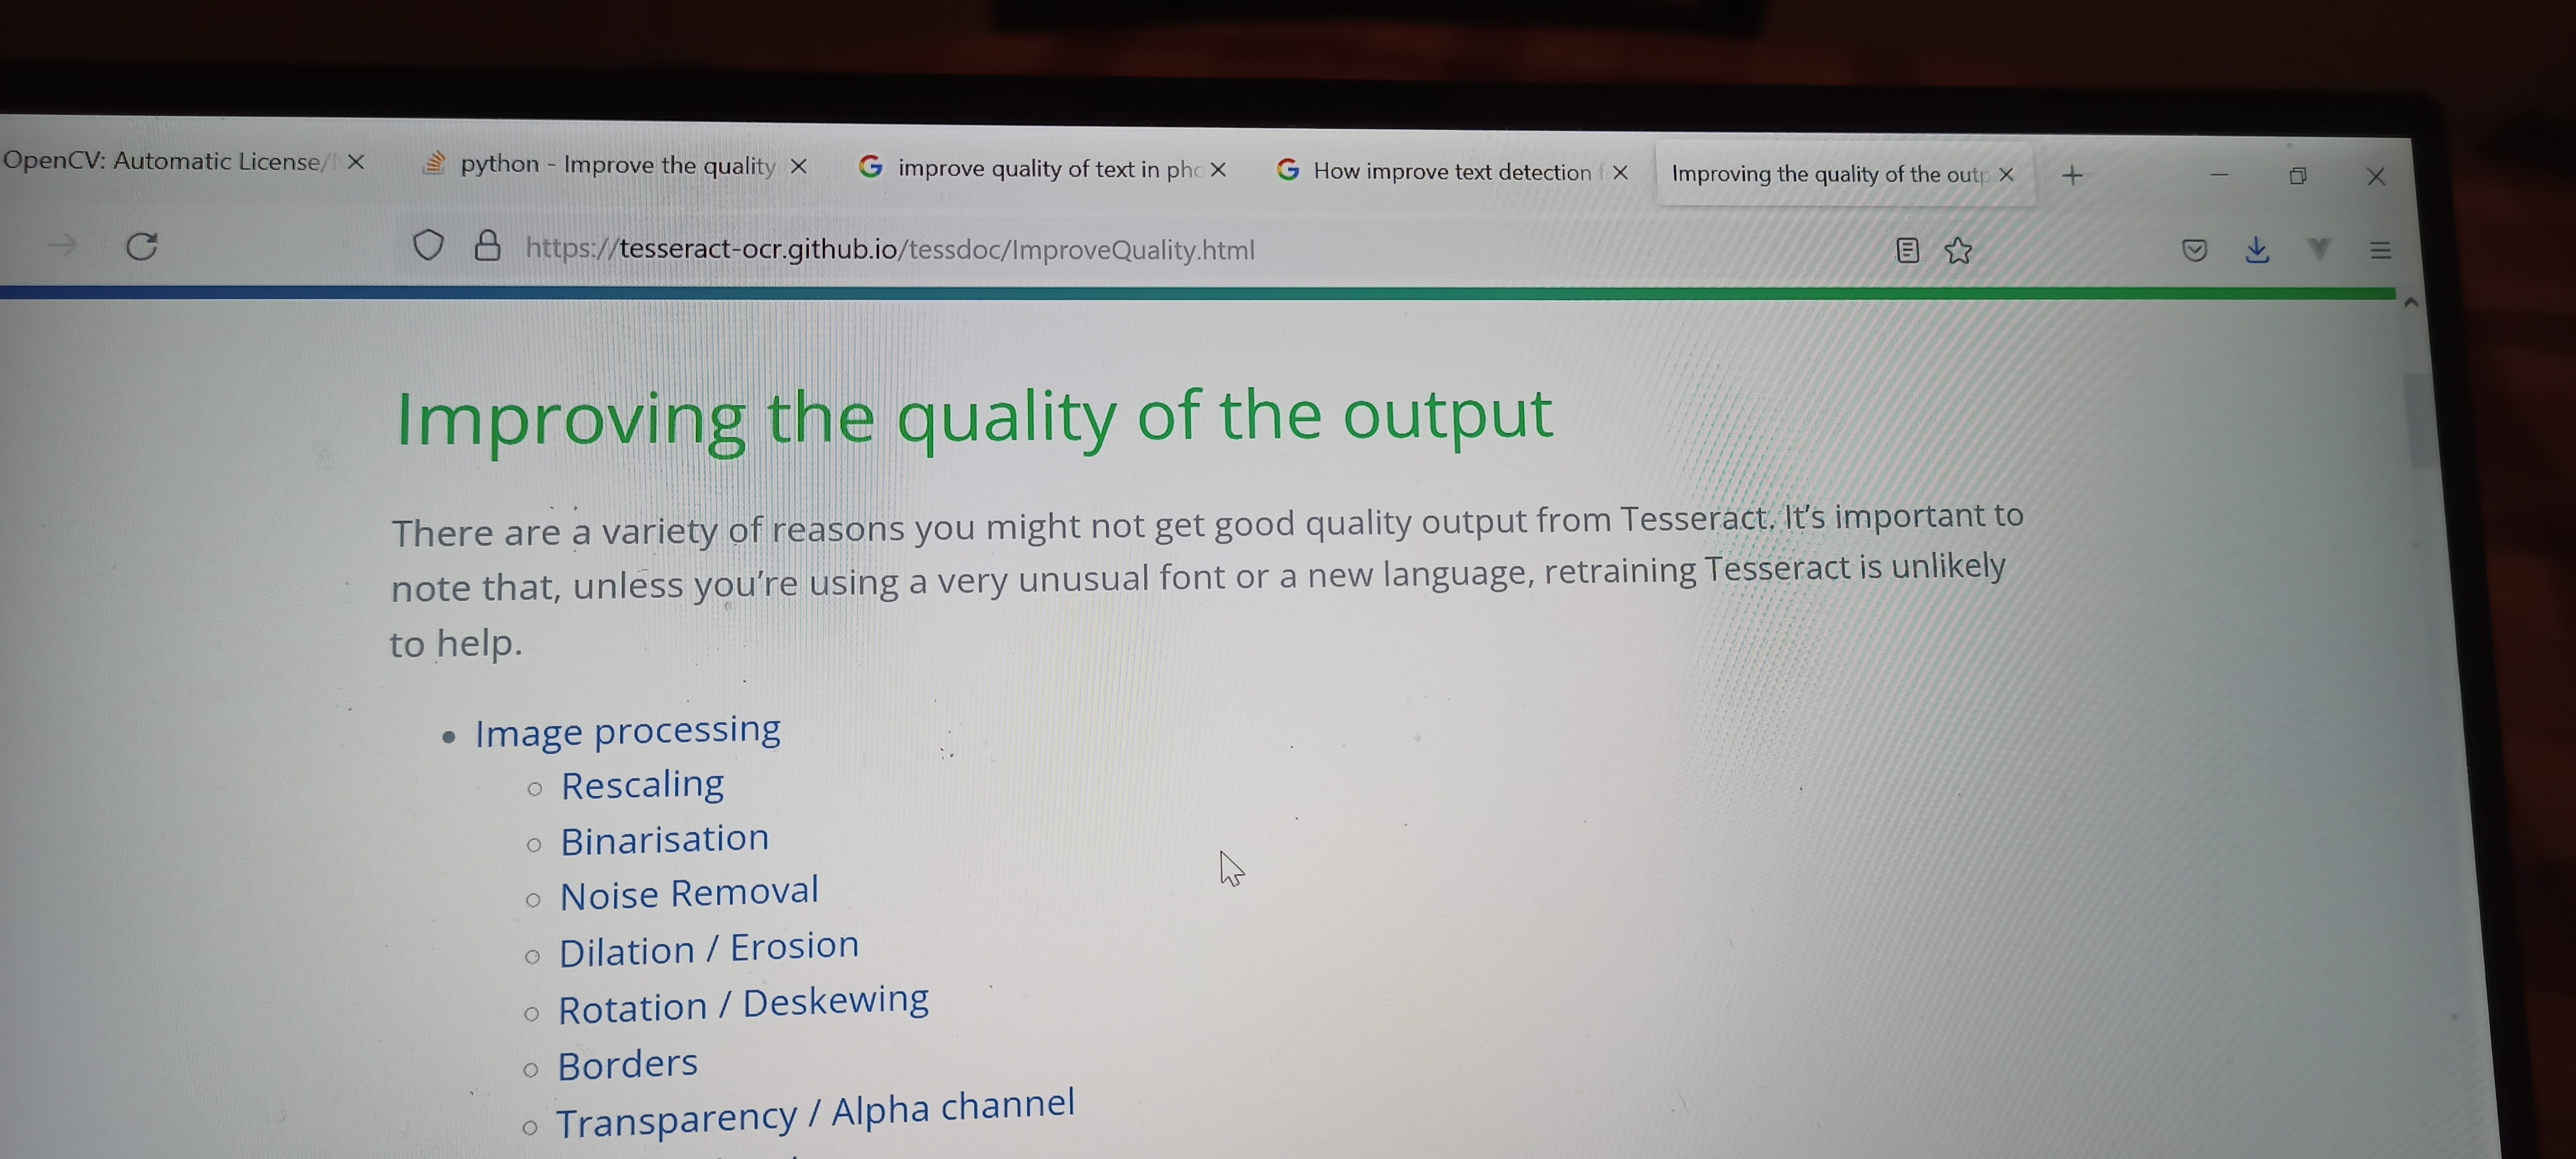 OpenCV: Automatic License/
python - Improve the quality
improve quality of text in pho
How improve text detection
Improving the quality of the outp
https://tesseract-ocr.github.io/tessdoc/ImproveQuality.html
Improving the quality of the output
There are a variety of reasons you might not get good quality output from Tesseract. It's important to
note that, unless you're using a very unusual font or a new language, retraining Tesseract is unlikely
to help.
• Image processing
○ Rescaling
○ Binarisation
○ Noise Removal
○ Dilation / Erosion
○ Rotation / Deskewing
○ Borders
○ Transparency / Alpha channel